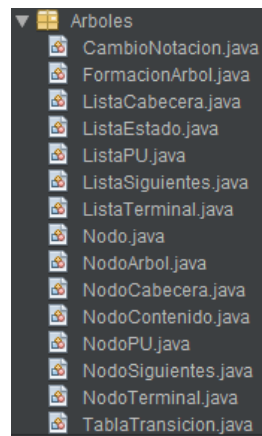 Arboles
CambioNotacion.java
FormacionArbol.java
ListaCabecera.java
ListaEstado.java
ListaPU.java
ListaSiguientes.java
ListaTerminal.java
Nodo.java
NodoArbol.java
NodoCabecera.java
NodoContenido.java
NodoPU.java
NodoSiguientes.java
NodoTerminal.java
TablaTransicion.java